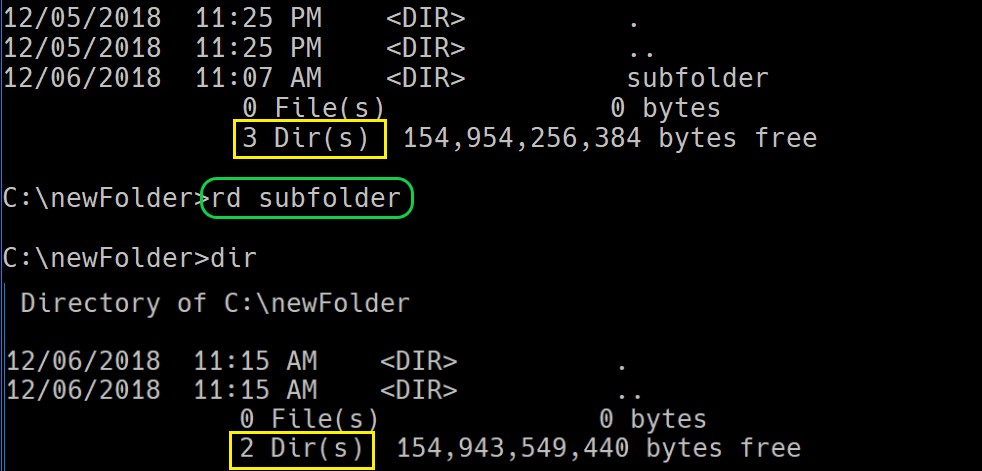 12/05/2018  11:25 PM    <DIR>          .
12/05/2018  11:25 PM    <DIR>          ..
12/06/2018  11:07 AM    <DIR>          subfolder
0 File(s)              0 bytes
3 Dir(s)  154,954,256,384 bytes free
C:\newFolder>rd subfolder
C:\newFolder>dir
Directory of C:\newFolder
12/06/2018  11:15 AM    <DIR>          .
12/06/2018  11:15 AM    <DIR>          ..
0 File(s)              0 bytes
2 Dir(s)  154,943,549,440 bytes free